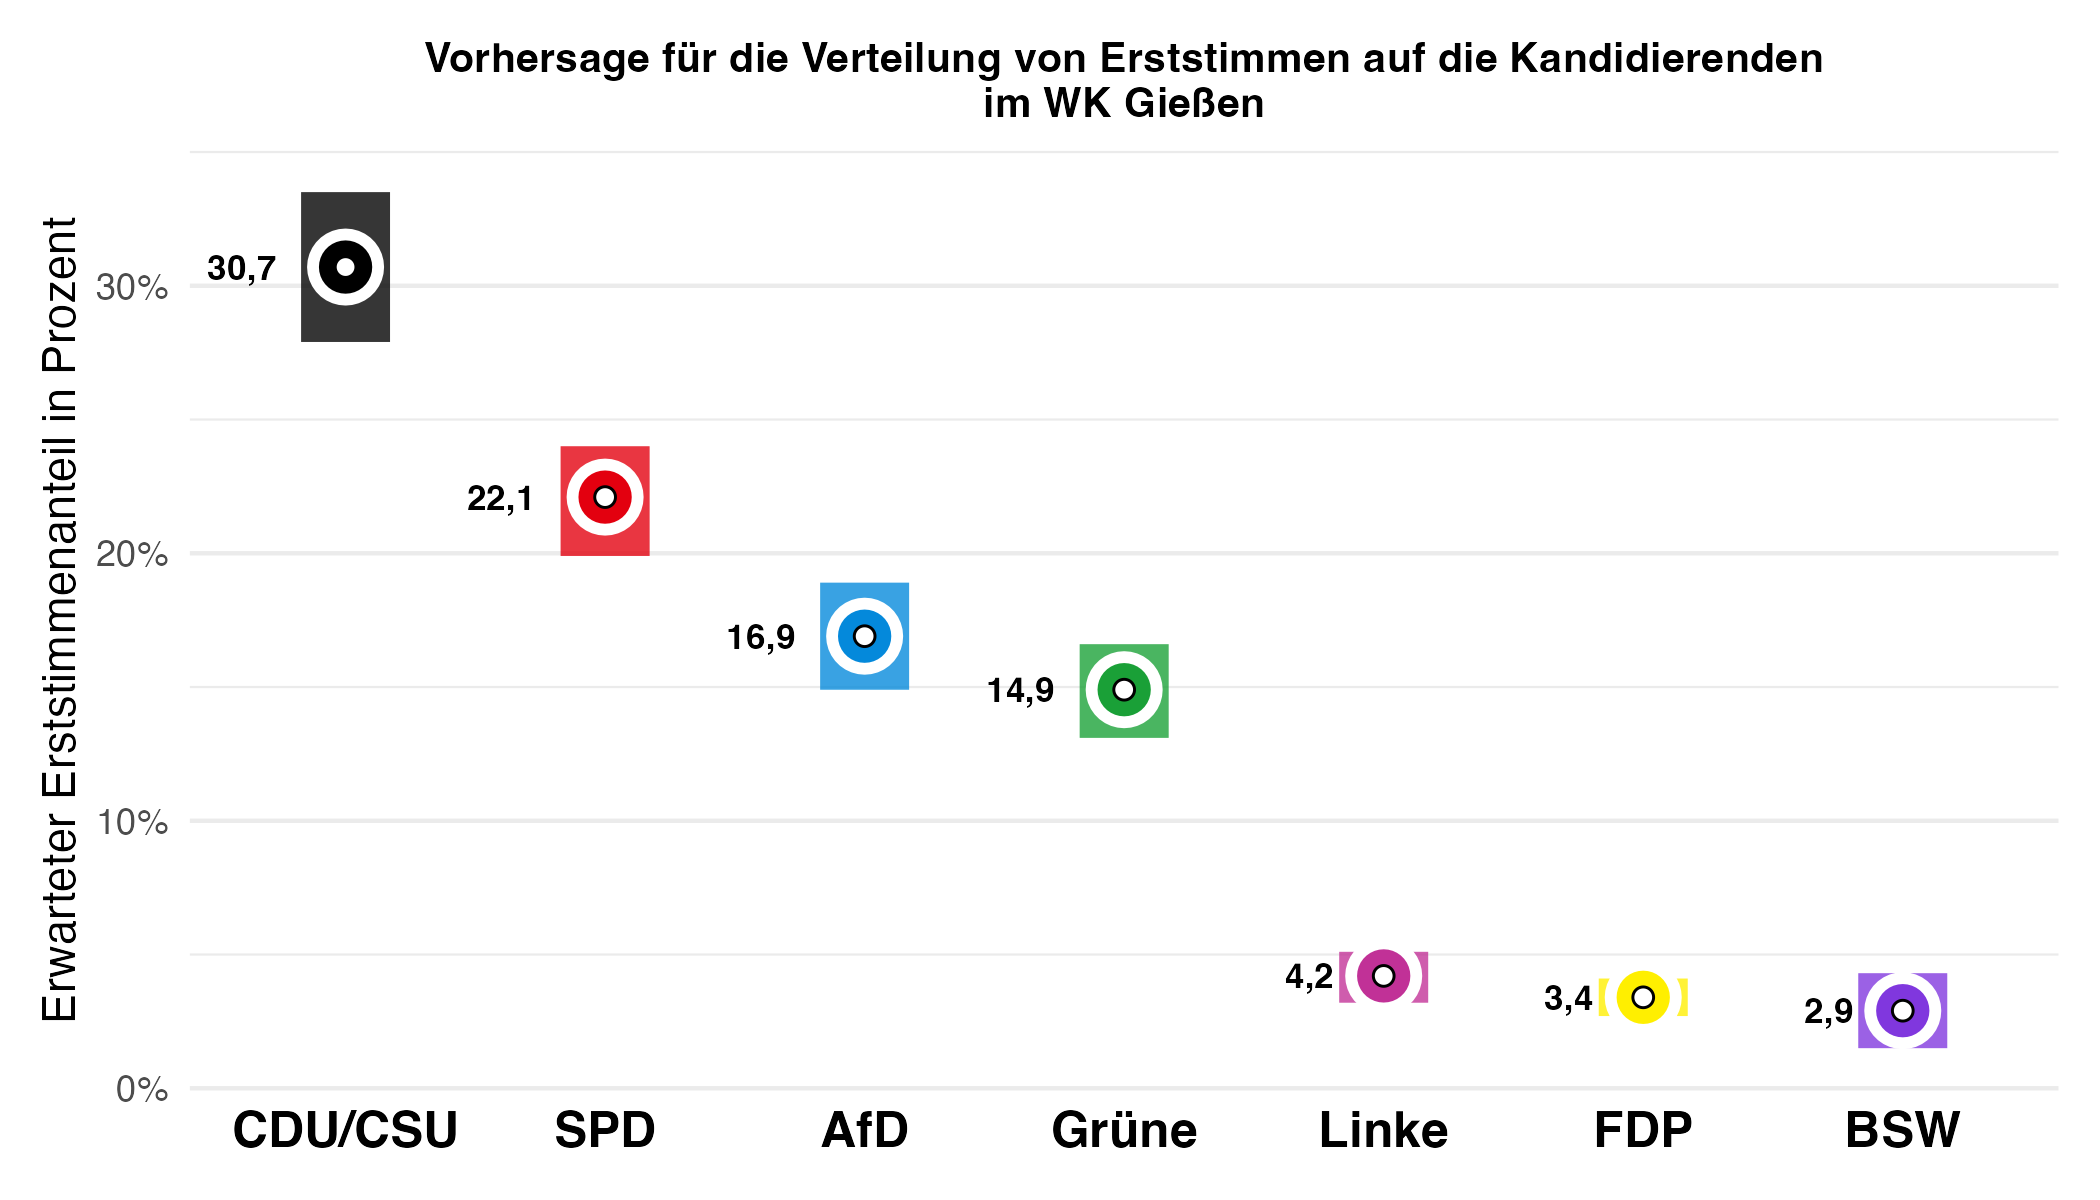 Vorhersage für die Verteilung von Erststimmen auf die Kandidierenden
im WK Gießen
Erwarteter Erststimmenanteil in Prozent
30%
20%
10%
0%
30,7
22,1
16,9
14,9
4,2
3,4
2,9
CDU/CSU
SPD
AfD
Grüne
Linke
FDP
BSW